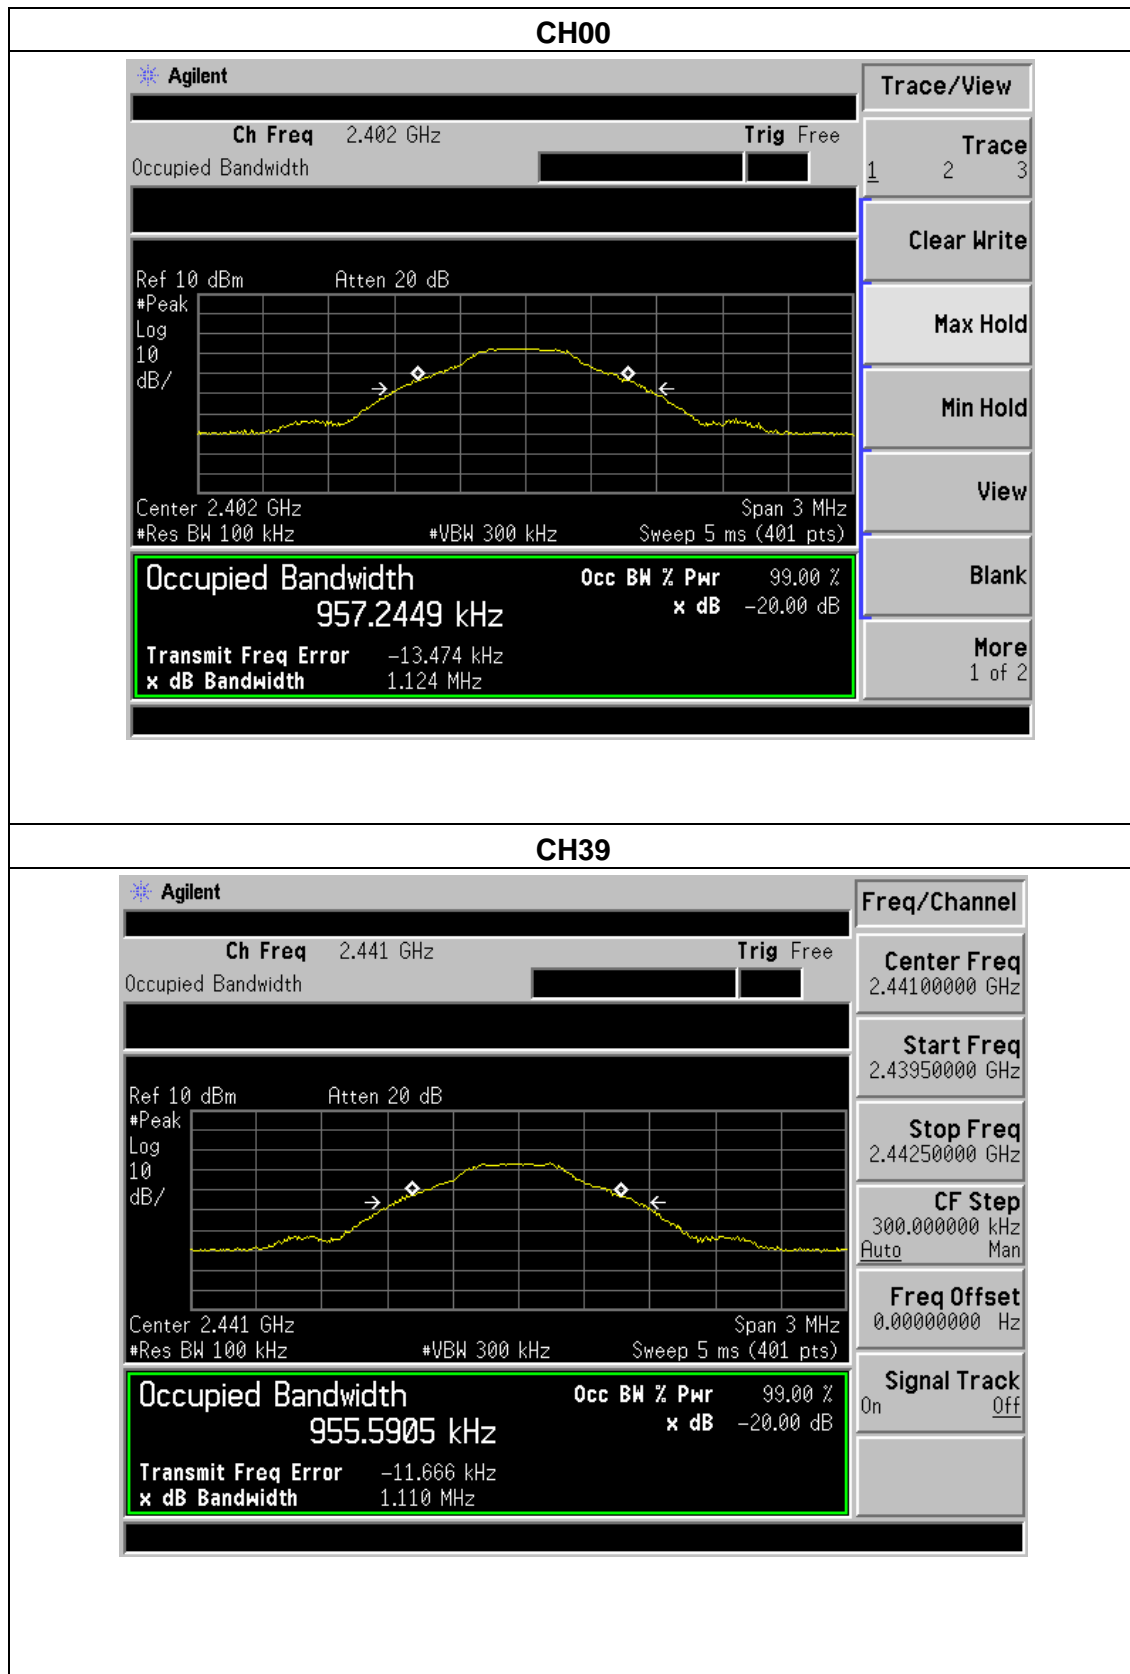 CH00
Agilent
Ch Freq 2.402 GHz Trig Free
Occupied Bandwidth
Ref 10 dBm Atten 20 dB
#Peak
Log
10
dB/
Center 2.402 GHz Span 3 MHz
#Res BW 100 kHz #VBW 300 kHz Sweep 5 ms (401 pts)
Occupied Bandwidth Occ BW % Pwr 99.00 %
957.2449 kHz x dB -20.00 dB
Transmit Freq Error -13.474 kHz
x dB Bandwidth 1.124 MHz
Trace/View
Trace
1 2 3
Clear Write
Max Hold
Min Hold
View
Blank
More
1 of 2
CH39
Agilent
Ch Freq 2.441 GHz Trig Free
Occupied Bandwidth
Ref 10 dBm Atten 20 dB
#Peak
Log
10
dB/
Center 2.441 GHz Span 3 MHz
#Res BW 100 kHz #VBW 300 kHz Sweep 5 ms (401 pts)
Occupied Bandwidth Occ BW % Pwr 99.00 %
955.5905 kHz x dB -20.00 dB
Transmit Freq Error -11.666 kHz
x dB Bandwidth 1.110 MHz
Freq/Channel
Center Freq
2.44100000 GHz
Start Freq
2.43950000 GHz
Stop Freq
2.44250000 GHz
CF Step
300.000000 kHz
Auto Man
Freq Offset
0.00000000 Hz
Signal Track
On Off